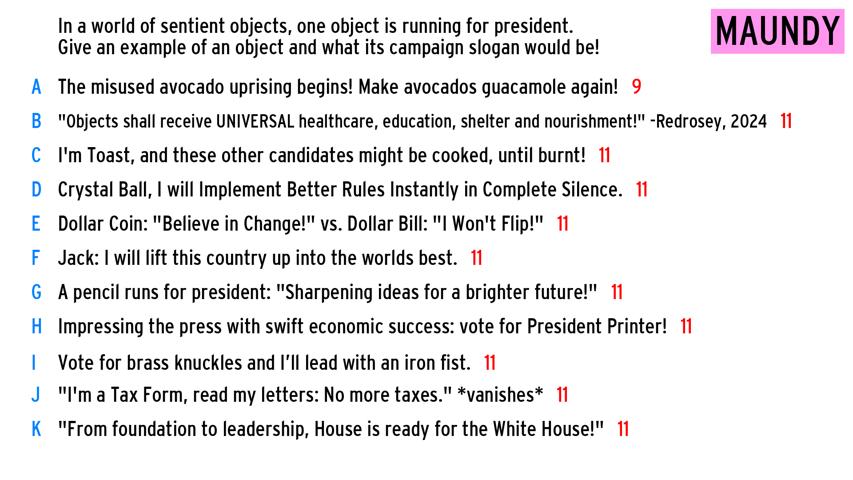 In a world of sentient objects, one object is running for president.
Give an example of an object and what its campaign slogan would be!
MAUNDY
A The misused avocado uprising begins! Make avocados guacamole again! 9
B "Objects shall receive UNIVERSAL healthcare, education, shelter and nourishment!" -Redrosey, 2024 11
C I'm Toast, and these other candidates might be cooked, until burnt! 11
D Crystal Ball, I will Implement Better Rules Instantly in Complete Silence. 11
E Dollar Coin: "Believe in Change!" vs. Dollar Bill: "I Won't Flip!" 11
F Jack: I will lift this country up into the worlds best. 11
G A pencil runs for president: "Sharpening ideas for a brighter future!" 11
H Impressing the press with swift economic success: vote for President Printer! 11
I Vote for brass knuckles and I’ll lead with an iron fist. 11
J "I'm a Tax Form, read my letters: No more taxes." *vanishes* 11
K "From foundation to leadership, House is ready for the White House!" 11